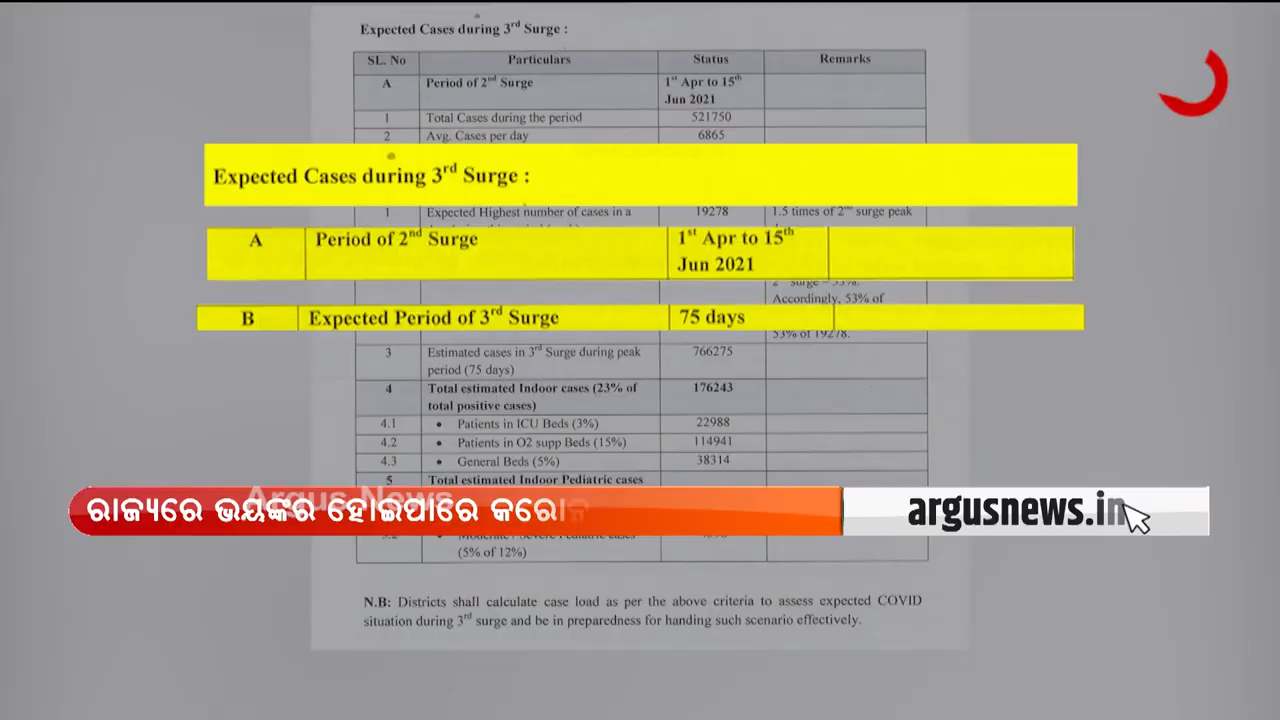 Expected Cases during 3rd Surge :
SL. No Particulars Status Remarks
A Period of 2nd Surge 1st Apr to 15th
Jun 2021
1 Total Cases during the period 521750
2 Avg. Cases per day 6865
Expected Cases during 3rd Surge :
1 Expected Highest number of cases in a 19278 1.5 times of 2nd surge peak
A Period of 2nd Surge 1st Apr to 15th
Jun 2021
2nd surge – 53%.
Accordingly, 53% of
B Expected Period of 3rd Surge 75 days
53% of 19278.
3 Estimated cases in 3rd Surge during peak 766275
period (75 days)
4 Total estimated Indoor cases (23% of 176243
total positive cases)
4.1 • Patients in ICU Beds (3%) 22988
4.2 • Patients in O2 supp Beds (15%) 114941
4.3 • General Beds (5%) 38314
5 Total estimated Indoor Pediatric cases
Argus News
ରାଜ୍ୟରେ ଭୟଙ୍କର ହୋଇପାରେ କରୋନ
argusnews.in
(5% of 12%)
N.B: Districts shall calculate case load as per the above criteria to assess expected COVID
situation during 3rd surge and be in preparedness for handing such scenario effectively.